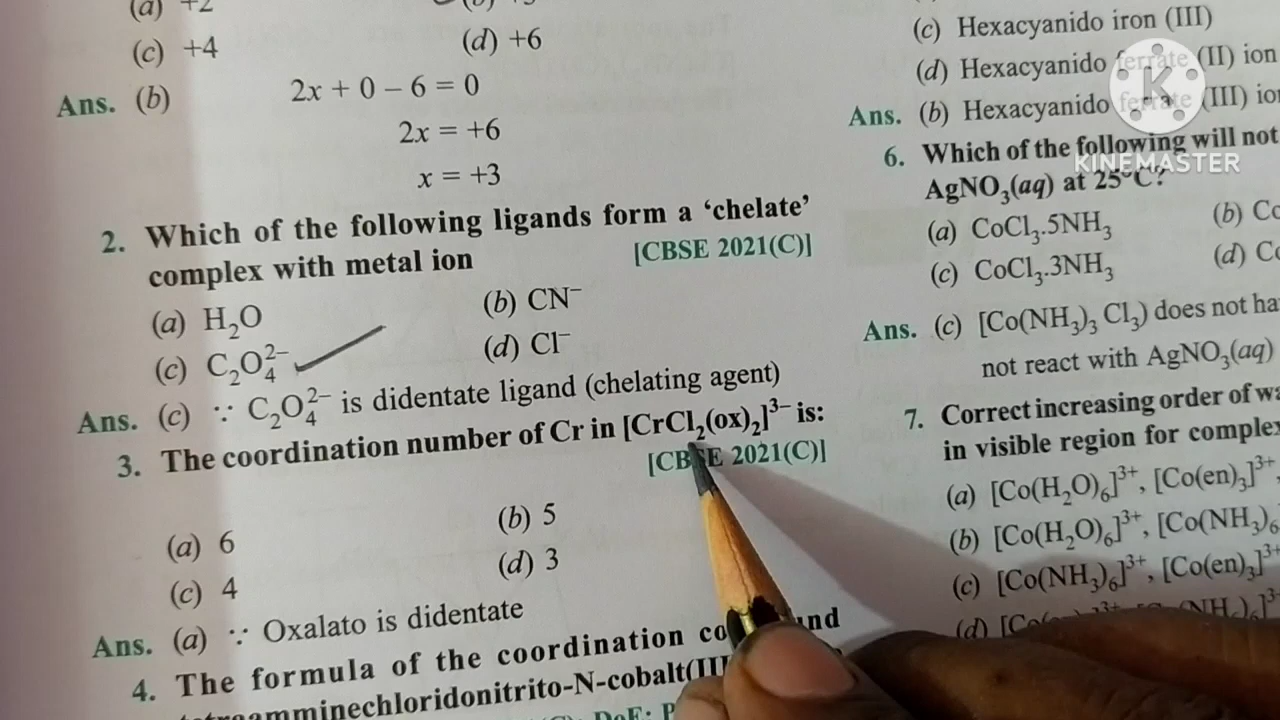 (a) +2
(c) +4
(d) +6
Ans. (b) 2x + 0 – 6 = 0
2x = +6
x = +3
2. Which of the following ligands form a ‘chelate’
complex with metal ion [CBSE 2021(C)]
(a) H₂O (b) CN⁻
(c) C₂O₄²⁻ (d) Cl⁻
Ans. (c) ∵ C₂O₄²⁻ is didentate ligand (chelating agent)
3. The coordination number of Cr in [CrCl₂(ox)₂]³⁻ is:
[CBSE 2021(C)]
(a) 6 (b) 5
(c) 4 (d) 3
Ans. (a) ∵ Oxalato is didentate
4. The formula of the coordination
(c) Hexacyanido iron (III)
(d) Hexacyanido ferrate (II) ion
Ans. (b) Hexacyanido ferrate (III)
6. Which of the following will not
AgNO₃(aq) at 25°C?
(a) CoCl₃.5NH₃ (b)
(c) CoCl₃.3NH₃ (d)
Ans. (c) [Co(NH₃)₃ Cl₃) does not
not react with AgNO₃(aq)
7. Correct increasing order of
in visible region for
(a) [Co(H₂O)₆]³⁺, [Co(en)₃]³⁺,
(b) [Co(H₂O)₆]³⁺,
(c) [Co(NH₃)₆]³⁺, [Co(en)₃]³⁺
(d)
K
KINEMASTER